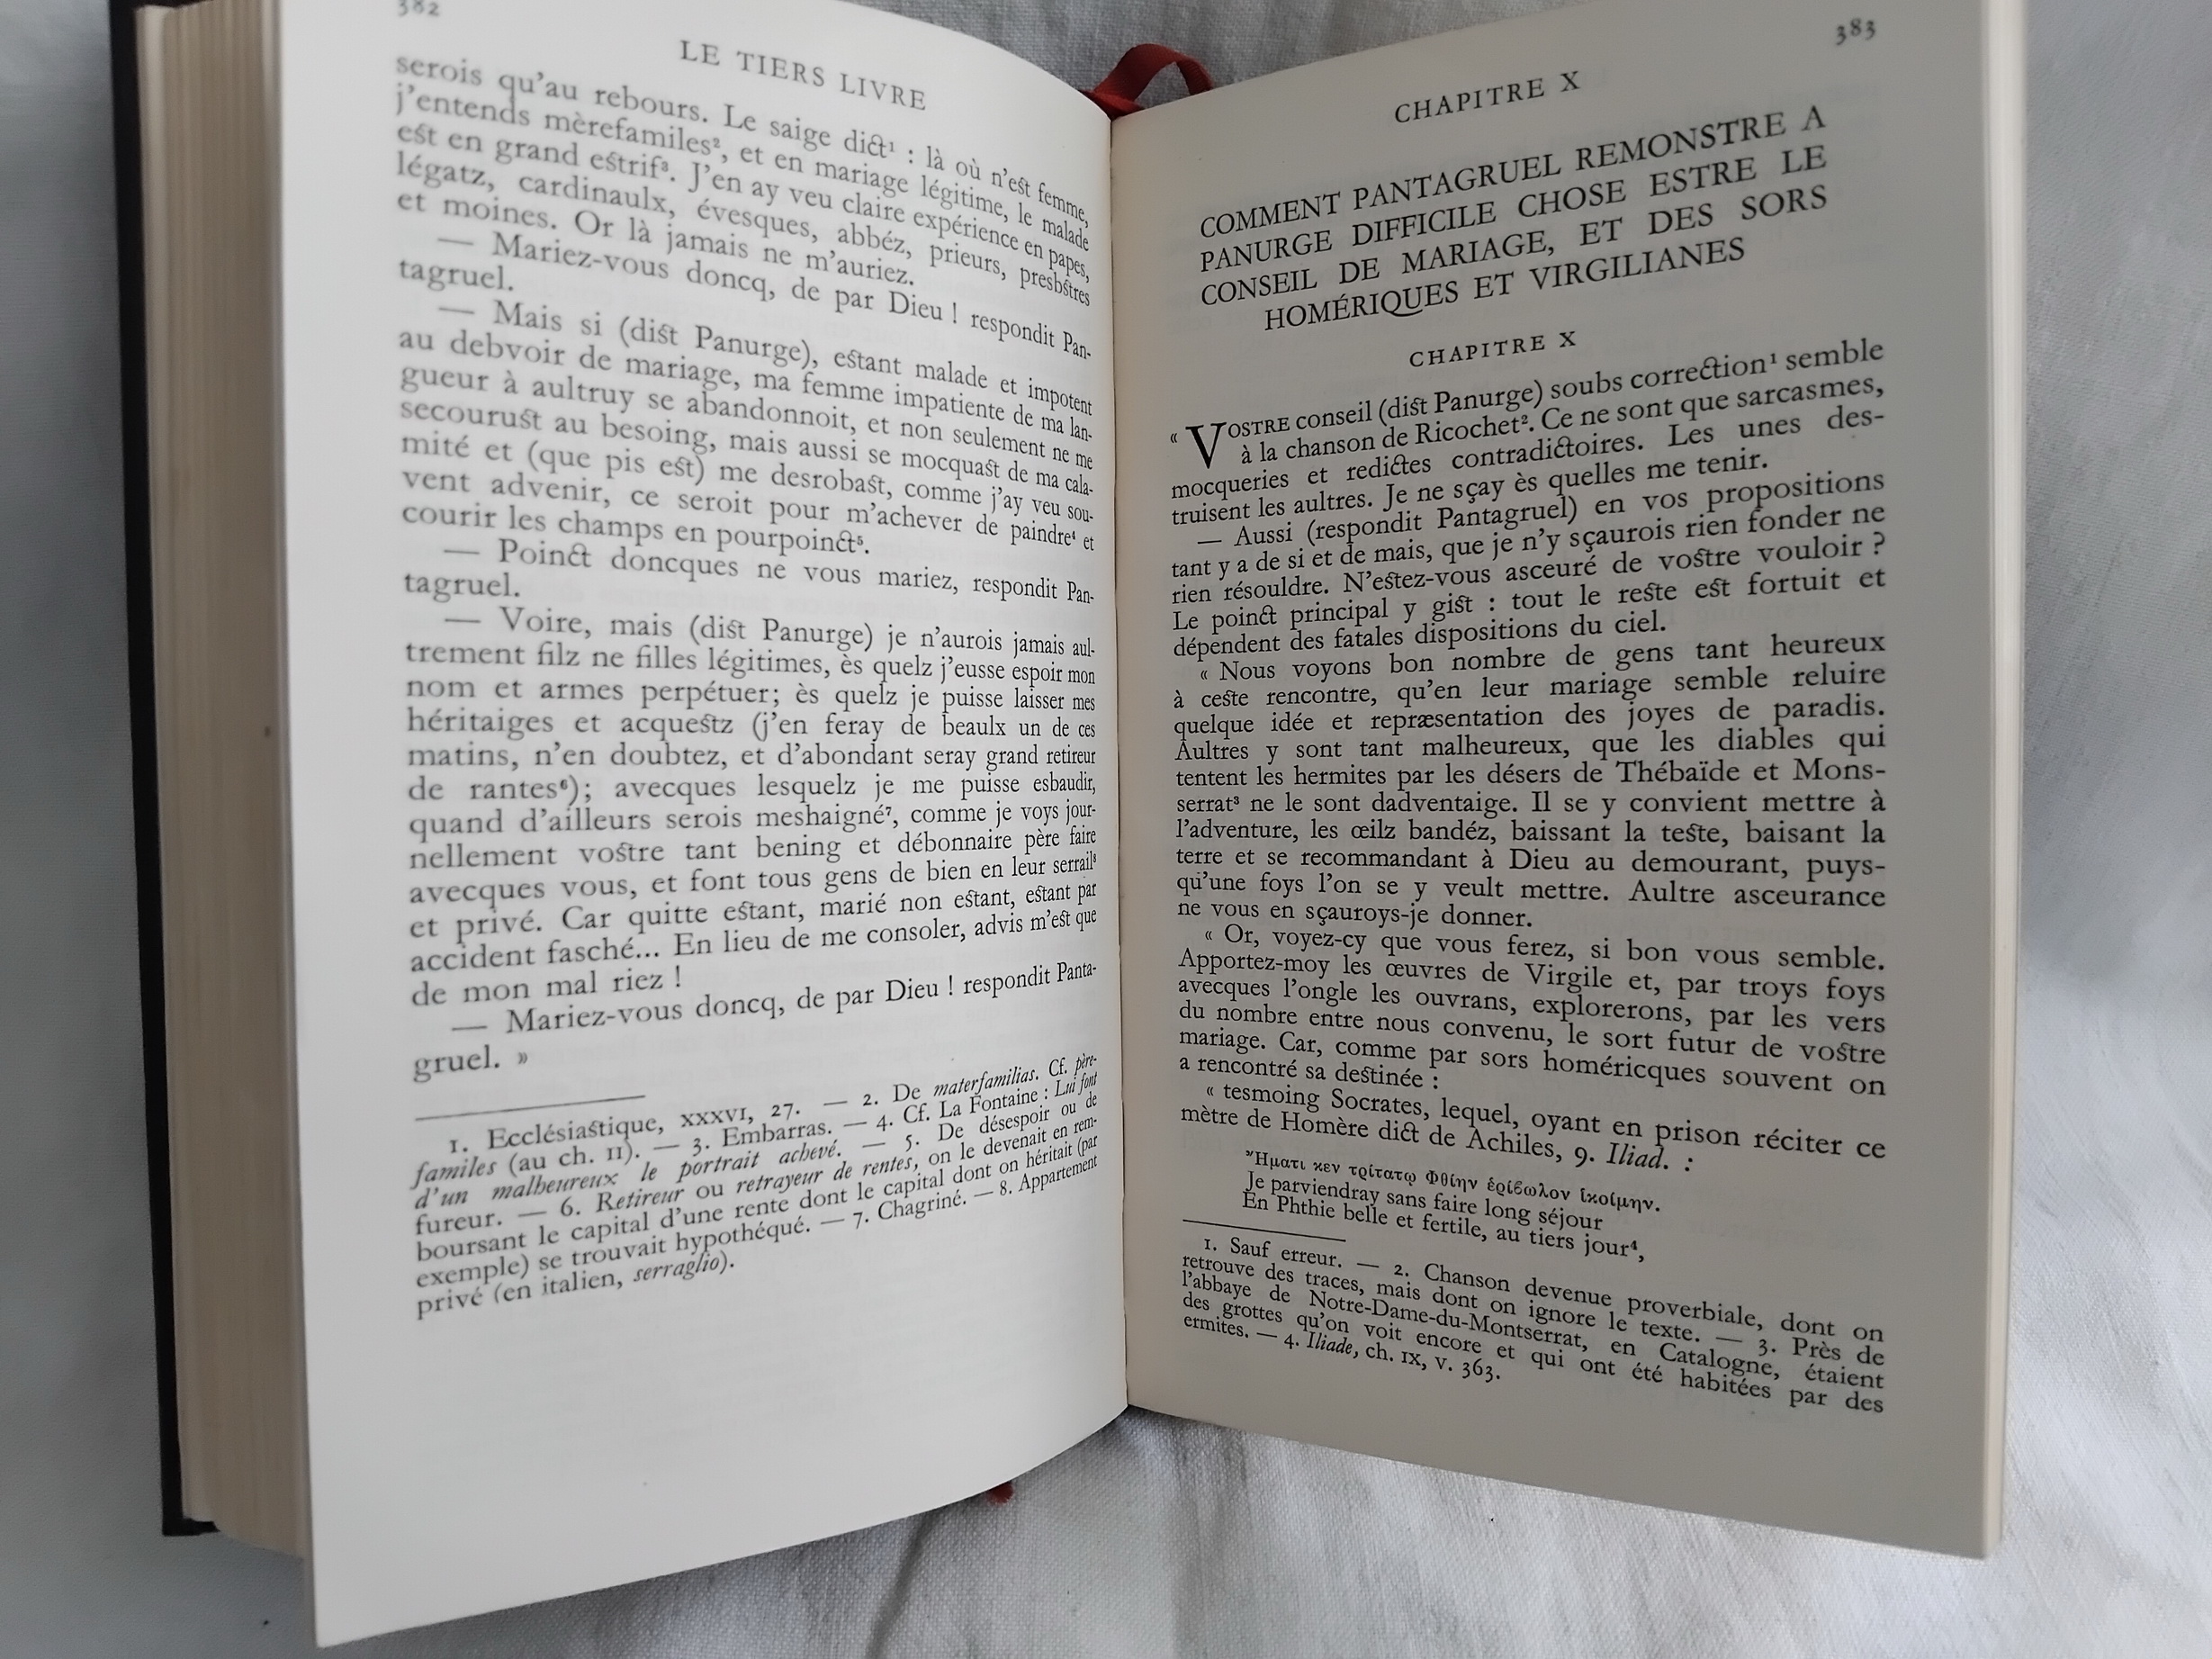 382
LE TIERS LIVRE
serois qu'au rebours. Le saige dict¹ : là où n'est femme,
j'entends mèrefamiles², et en mariage légitime, le malade
est en grand estrif³. J'en ay veu claire expérience en papes,
légatz, cardinaulx, évesques, abbéz, prieurs, presbstres
et moines. Or là jamais ne m'auriez.
— Mariez-vous doncq, de par Dieu ! respondit Pan-
tagruel.
— Mais si (dist Panurge), estant malade et impotent
au debvoir de mariage, ma femme impatiente de ma lan-
gueur à aultruy se abandonnoit, et non seulement ne me
secourust au besoing, mais aussi se mocquast de ma cala-
mité et (que pis est) me desrobast, comme j'ay veu sou-
vent advenir, ce seroit pour m'achever de paindre⁴ et
courir les champs en pourpoinct⁵.
— Poinct doncques ne vous mariez, respondit Pan-
tagruel.
— Voire, mais (dist Panurge) je n'aurois jamais aul-
trement filz ne filles légitimes, ès quelz j'eusse espoir mon
nom et armes perpétuer; ès quelz je puisse laisser mes
héritaiges et acquestz (j'en feray de beaulx un de ces
matins, n'en doubtez, et d'abondant seray grand retireur
de rantes⁶); avecques lesquelz je me puisse esbaudir,
quand d'ailleurs serois meshaigné⁷, comme je voys jour-
nellement vostre tant bening et débonnaire père faire
avecques vous, et font tous gens de bien en leur serrail⁸
et privé. Car quitte estant, marié non estant, estant par
accident fasché... En lieu de me consoler, advis m'est que
de mon mal riez !
— Mariez-vous doncq, de par Dieu ! respondit Panta-
gruel. »
1. Ecclésiastique, XXXVI, 27. — 2. De materfamilias. Cf. père-
familes (au ch. II). — 3. Embarras. — 4. Cf. La Fontaine : Lui font
d'un malheureux le portrait achevé. — 5. De désespoir ou de
fureur. — 6. Retireur ou retrayeur de rentes, on le devenait en rem-
boursant le capital d'une rente dont le capital dont on héritait (par
exemple) se trouvait hypothéqué. — 7. Chagriné. — 8. Appartement
privé (en italien, serraglio).
383
CHAPITRE X
COMMENT PANTAGRUEL REMONSTRE A
PANURGE DIFFICILE CHOSE ESTRE LE
CONSEIL DE MARIAGE, ET DES SORS
HOMÉRIQUES ET VIRGILIANES
CHAPITRE X
« VOSTRE conseil (dist Panurge) soubs correction¹ semble
à la chanson de Ricochet². Ce ne sont que sarcasmes,
mocqueries et redictes contradictoires. Les unes des-
truisent les aultres. Je ne sçay ès quelles me tenir.
— Aussi (respondit Pantagruel) en vos propositions
tant y a de si et de mais, que je n'y sçaurois rien fonder ne
rien résouldre. N'estez-vous asceuré de vostre vouloir ?
Le poinct principal y gist : tout le reste est fortuit et
dépendent des fatales dispositions du ciel.
« Nous voyons bon nombre de gens tant heureux
à ceste rencontre, qu'en leur mariage semble reluire
quelque idée et repræsentation des joyes de paradis.
Aultres y sont tant malheureux, que les diables qui
tentent les hermites par les désers de Thébaïde et Mons-
serrat³ ne le sont dadventaige. Il se y convient mettre à
l'adventure, les œilz bandéz, baissant la teste, baisant la
terre et se recommandant à Dieu au demourant, puys-
qu'une foys l'on se y veult mettre. Aultre asceurance
ne vous en sçauroys-je donner.
« Or, voyez-cy que vous ferez, si bon vous semble.
Apportez-moy les œuvres de Virgile et, par troys foys
avecques l'ongle les ouvrans, explorerons, par les vers
du nombre entre nous convenu, le sort futur de vostre
mariage. Car, comme par sors homéricques souvent on
a rencontré sa destinée :
« tesmoing Socrates, lequel, oyant en prison réciter ce
mètre de Homère dict de Achiles, 9. Iliad. :
Ἤματι κεν τρίτατῳ Φθίην ἐρίϐωλον ἱκοίμην.
Je parviendray sans faire long séjour
En Phthie belle et fertile, au tiers jour⁴,
1. Sauf erreur. — 2. Chanson devenue proverbiale, dont on
retrouve des traces, mais dont on ignore le texte. — 3. Près de
l'abbaye de Notre-Dame-du-Montserrat, en Catalogne, étaient
des grottes qu'on voit encore et qui ont été habitées par des
ermites. — 4. Iliade, ch. IX, v. 363.